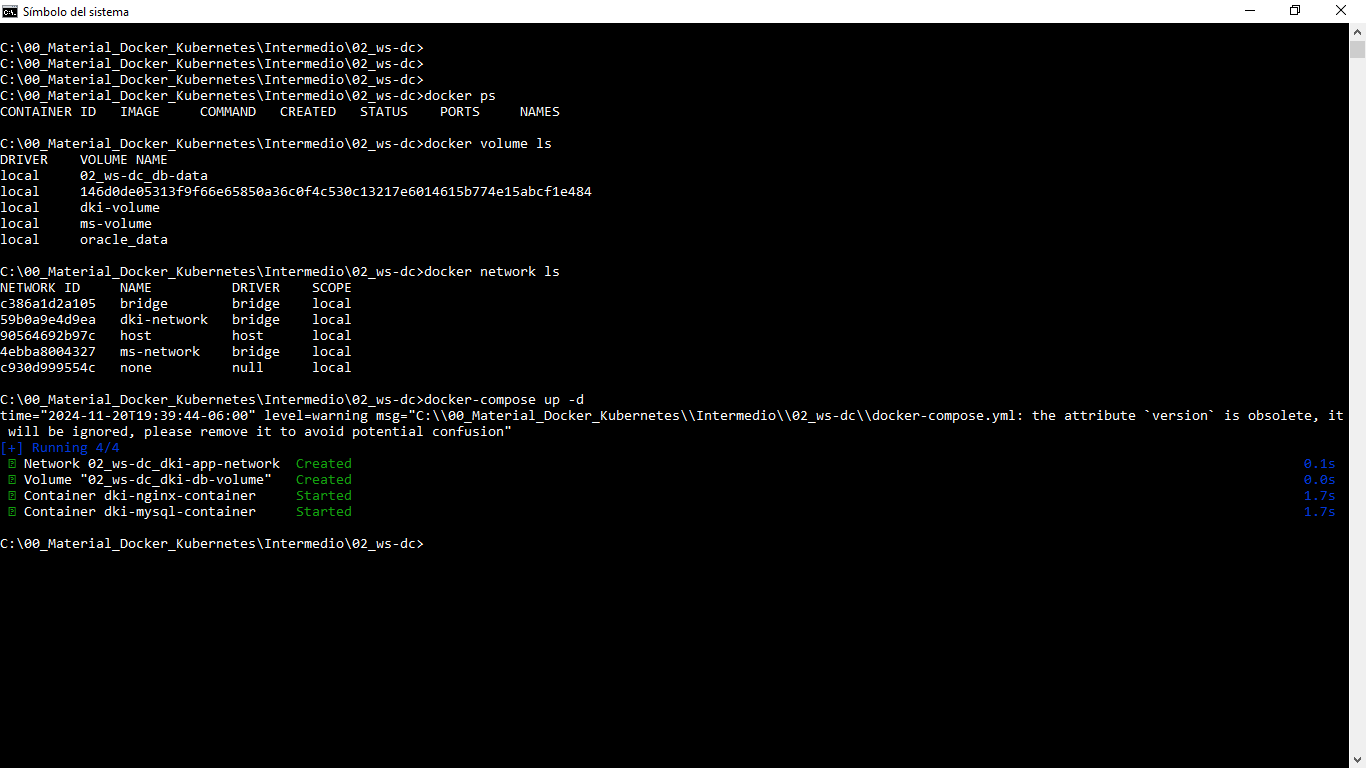 Símbolo del sistema
C:\00_Material_Docker_Kubernetes\Intermedio\02_ws-dc>
C:\00_Material_Docker_Kubernetes\Intermedio\02_ws-dc>
C:\00_Material_Docker_Kubernetes\Intermedio\02_ws-dc>
C:\00_Material_Docker_Kubernetes\Intermedio\02_ws-dc>docker ps
CONTAINER ID   IMAGE     COMMAND   CREATED   STATUS    PORTS     NAMES
C:\00_Material_Docker_Kubernetes\Intermedio\02_ws-dc>docker volume ls
DRIVER    VOLUME NAME
local     02_ws-dc_db-data
local     146d0de05313f9f66e65850a36c0f4c530c13217e6014615b774e15abcf1e484
local     dki-volume
local     ms-volume
local     oracle_data
C:\00_Material_Docker_Kubernetes\Intermedio\02_ws-dc>docker network ls
NETWORK ID     NAME          DRIVER    SCOPE
c386a1d2a105   bridge        bridge    local
59b0a9e4d9ea   dki-network   bridge    local
90564692b97c   host          host      local
4ebba8004327   ms-network    bridge    local
c930d999554c   none          null      local
C:\00_Material_Docker_Kubernetes\Intermedio\02_ws-dc>docker-compose up -d
time="2024-11-20T19:39:44-06:00" level=warning msg="C:\\00_Material_Docker_Kubernetes\\Intermedio\\02_ws-dc\\docker-compose.yml: the attribute `version` is obsolete, it
will be ignored, please remove it to avoid potential confusion"
[+] Running 4/4
Network 02_ws-dc_dki-app-network  Created 0.1s
Volume "02_ws-dc_dki-db-volume"   Created 0.0s
Container dki-nginx-container     Started 1.7s
Container dki-mysql-container     Started 1.7s
C:\00_Material_Docker_Kubernetes\Intermedio\02_ws-dc>